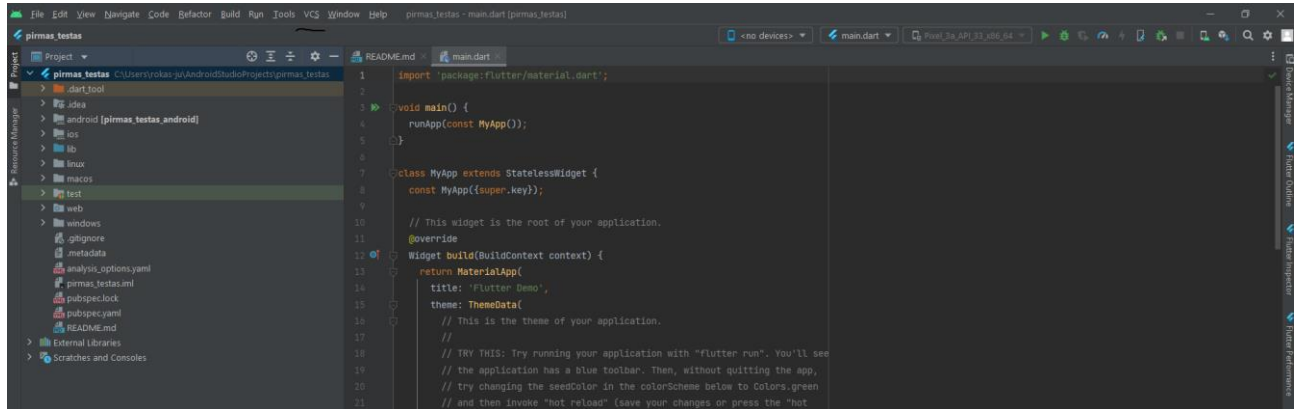 File Edit View Navigate Code Refactor Build Run Tools VCS Window Help pirmas_testas - main.dart [pirmas_testas]
pirmas_testas <no devices> main.dart Pixel_3a_API_33_x86_64
Project README.md main.dart
pirmas_testas C:\Users\rokas-ju\AndroidStudioProjects\pirmas_testas
.dart_tool
.idea
android [pirmas_testas_android]
ios
lib
linux
macos
test
web
windows
.gitignore
.metadata
analysis_options.yaml
pirmas_testas.iml
pubspec.lock
pubspec.yaml
README.md
External Libraries
Scratches and Consoles
1 import 'package:flutter/material.dart';
2
3 void main() {
4 runApp(const MyApp());
5 }
6
7 class MyApp extends StatelessWidget {
8 const MyApp({super.key});
9
10 // This widget is the root of your application.
11 @override
12 Widget build(BuildContext context) {
13 return MaterialApp(
14 title: 'Flutter Demo',
15 theme: ThemeData(
16 // This is the theme of your application.
17 //
18 // TRY THIS: Try running your application with "flutter run". You'll see
19 // the application has a blue toolbar. Then, without quitting the app,
20 // try changing the seedColor in the colorScheme below to Colors.green
21 // and then invoke "hot reload" (save your changes or press the "hot
Project
Resource Manager
Device Manager
Flutter Outline
Flutter Inspector
Flutter Performance